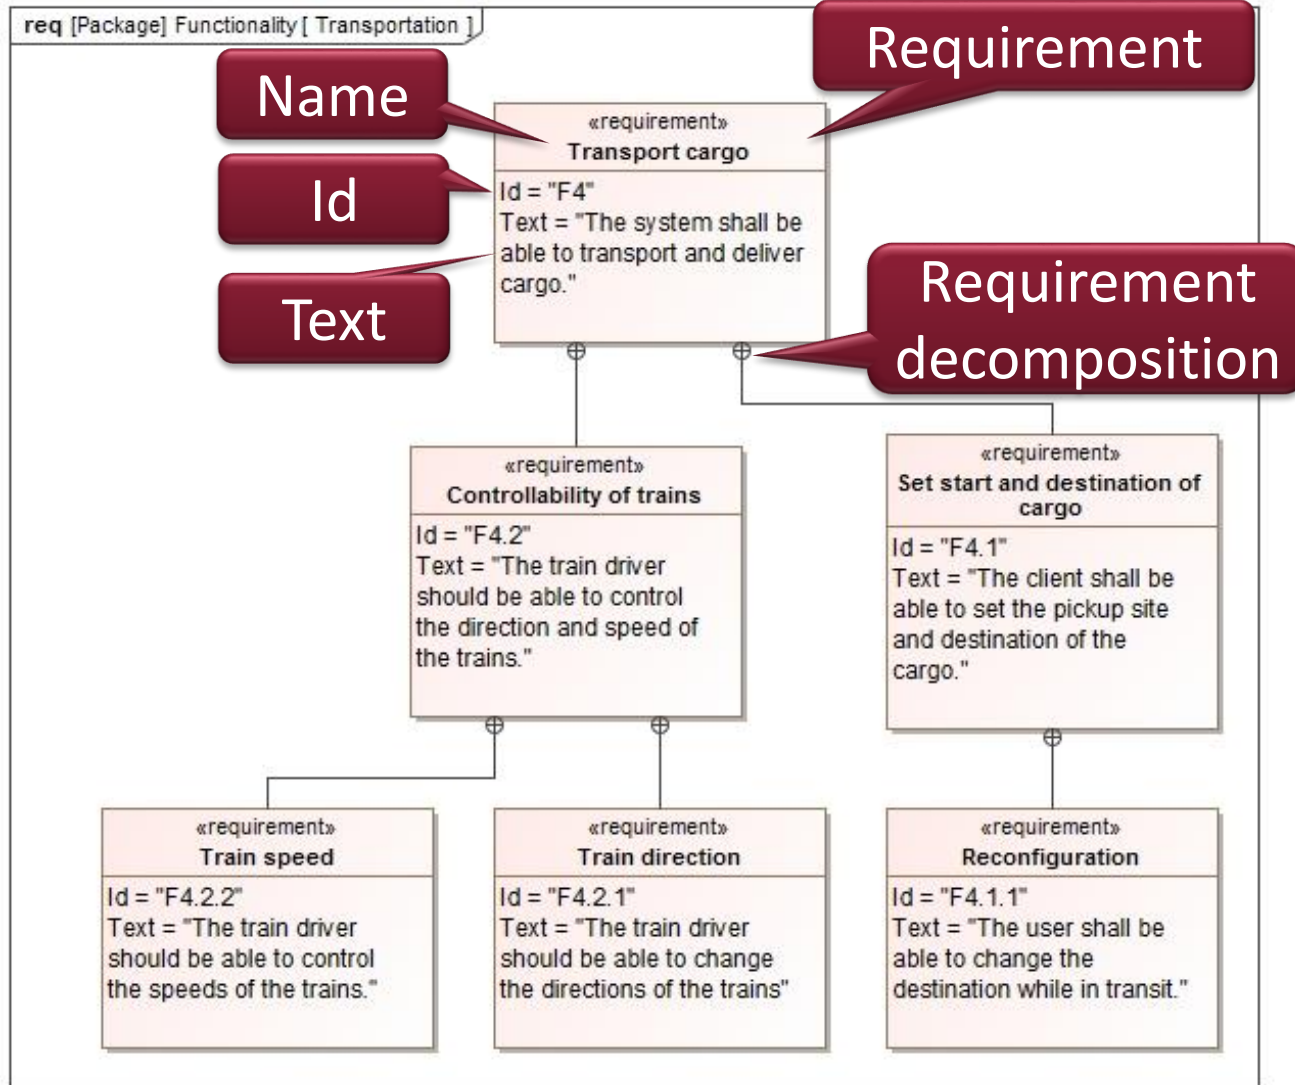 req [Package] Functionality [ Transportation ]
Requirement
Name
«requirement»
Transport cargo
Id
Id = "F4"
Text = "The system shall be
able to transport and deliver
cargo."
Text
Requirement
decomposition
«requirement»
Controllability of trains
Id = "F4.2"
Text = "The train driver
should be able to control
the direction and speed of
the trains."
«requirement»
Set start and destination of
cargo
Id = "F4.1"
Text = "The client shall be
able to set the pickup site
and destination of the
cargo."
«requirement»
Train speed
Id = "F4.2.2"
Text = "The train driver
should be able to control
the speeds of the trains."
«requirement»
Train direction
Id = "F4.2.1"
Text = "The train driver
should be able to change
the directions of the trains"
«requirement»
Reconfiguration
Id = "F4.1.1"
Text = "The user shall be
able to change the
destination while in transit."